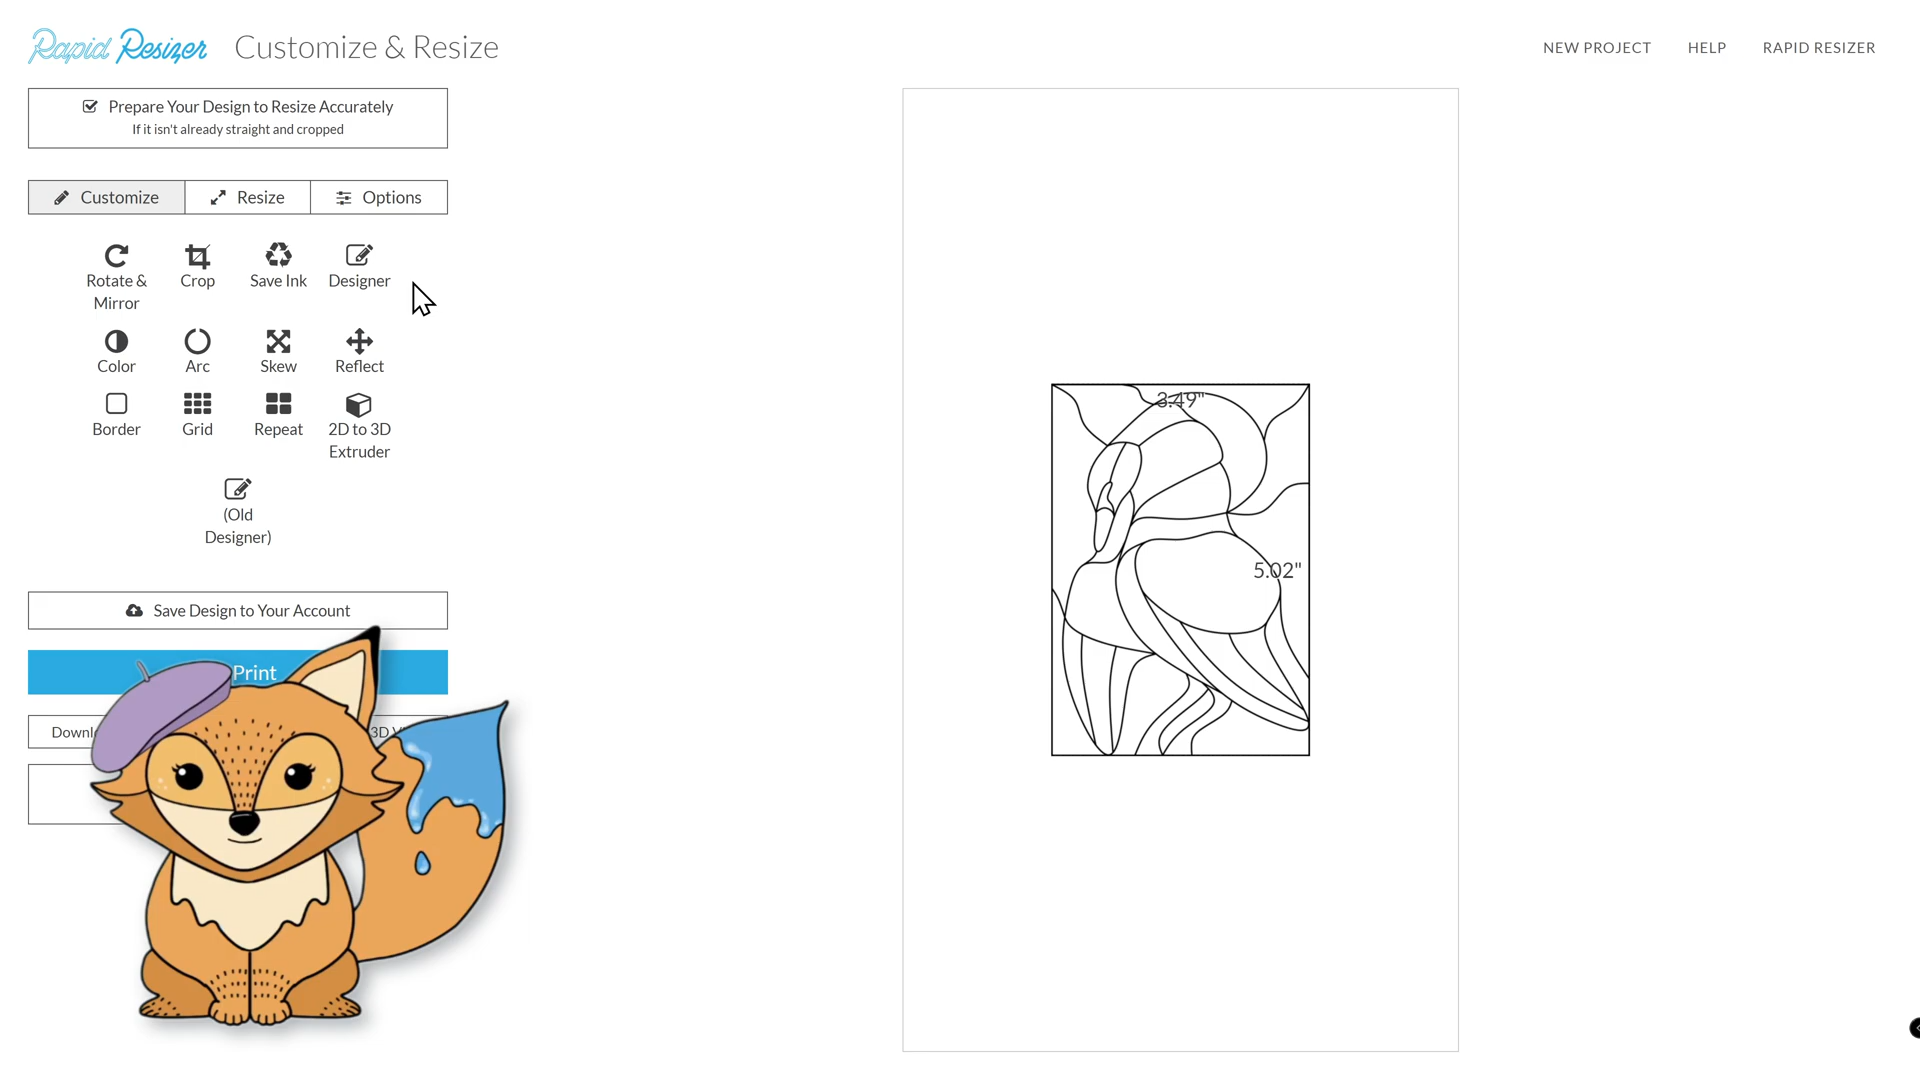 Rapid Resizer
Customize & Resize
NEW PROJECT
HELP
RAPID RESIZER
Prepare Your Design to Resize Accurately
If it isn't already straight and cropped
Customize
Resize
Options
Rotate &
Mirror
Crop
Save Ink
Designer
Color
Arc
Skew
Reflect
Border
Grid
Repeat
2D to 3D
Extruder
(Old
Designer)
Save Design to Your Account
Print
3D
3.49"
5.02"